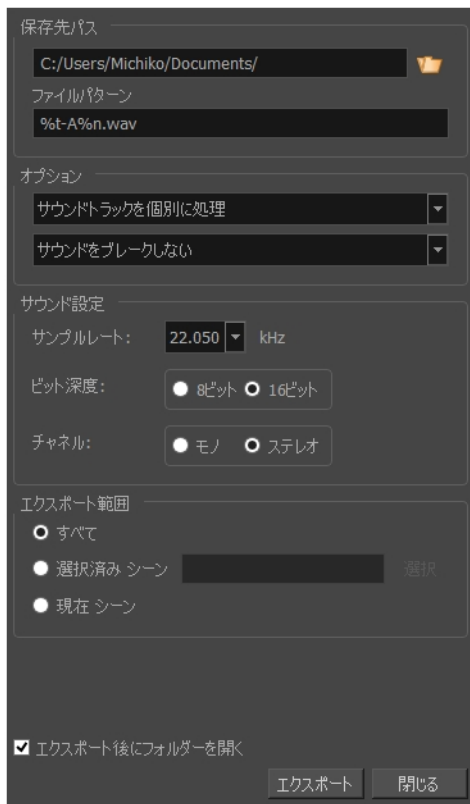 保存先パス
C:/Users/Michiko/Documents/
ファイルパターン
%t-A%n.wav
オプション
サウンドトラックを個別に処理
サウンドをブレークしない
サウンド設定
サンプルレート: 22.050 kHz
ビット深度: 8ビット 16ビット
チャネル: モノ ステレオ
エクスポート範囲
すべて
選択済み シーン 選択
現在 シーン
エクスポート後にフォルダーを開く
エクスポート 閉じる